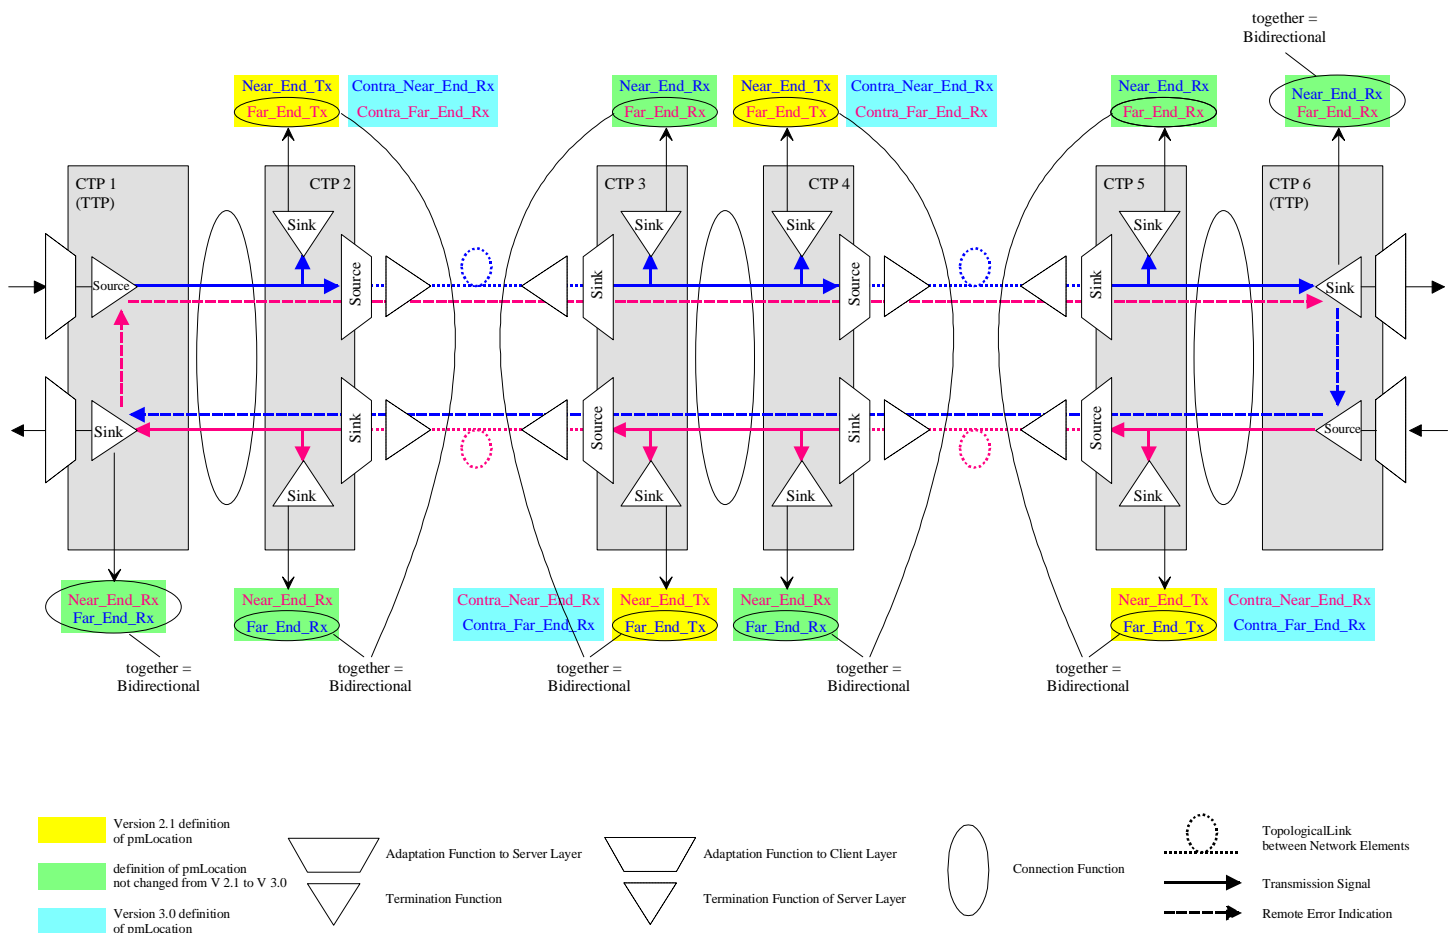 together =
Bidirectional
Near_End_Tx
Far_End_Tx
Contra_Near_End_Rx
Contra_Far_End_Rx
Near_End_Rx
Far_End_Rx
Near_End_Tx
Far_End_Tx
Contra_Near_End_Rx
Contra_Far_End_Rx
Near_End_Rx
Far_End_Rx
Near_End_Rx
Far_End_Rx
CTP 1
(TTP)
CTP 2
CTP 3
CTP 4
CTP 5
CTP 6
(TTP)
Sink
Sink
Sink
Sink
Source
Source
Sink
Source
Sink
Sink
Sink
Sink
Source
Sink
Source
Source
Sink
Sink
Sink
Sink
Near_End_Rx
Far_End_Rx
Near_End_Rx
Far_End_Rx
Contra_Near_End_Rx
Contra_Far_End_Rx
Near_End_Tx
Far_End_Tx
Near_End_Rx
Far_End_Rx
Near_End_Tx
Far_End_Tx
Contra_Near_End_Rx
Contra_Far_End_Rx
together =
Bidirectional
together =
Bidirectional
together =
Bidirectional
together =
Bidirectional
together =
Bidirectional
Version 2.1 definition
of pmLocation
definition of pmLocation
not changed from V 2.1 to V 3.0
Version 3.0 definition
of pmLocation
Adaptation Function to Server Layer
Termination Function
Adaptation Function to Client Layer
Termination Function of Server Layer
Connection Function
TopologicalLink
between Network Elements
Transmission Signal
Remote Error Indication